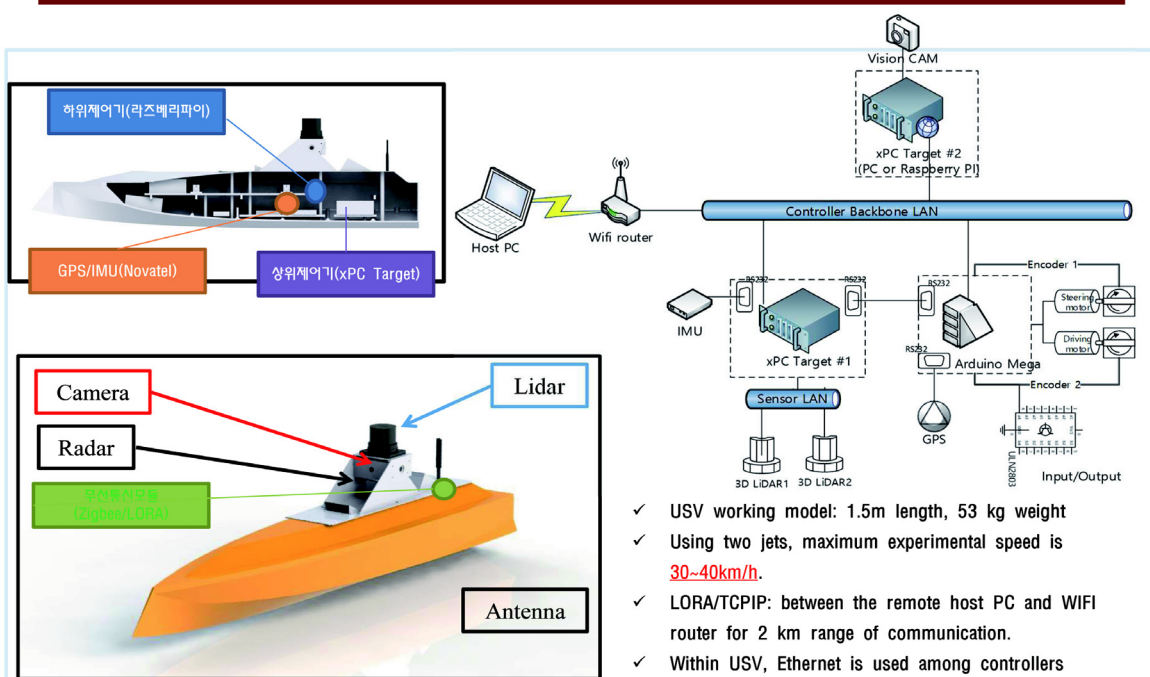 하위제어기(라즈베리파이)
GPS/IMU(Novatel)
상위제어기(xPC Target)
Camera
Lidar
Radar
무선통신모듈
(Zigbee/LORA)
Antenna
Vision CAM
xPC Target #2
(PC or Raspberry PI)
Controller Backbone LAN
Host PC
Wifi router
RS232
RS232
RS232
RS232
IMU
xPC Target #1
Sensor LAN
3D LiDAR1
3D LiDAR2
Encoder 1
Steering
motor
Driving
motor
Arduino Mega
Encoder 2
GPS
ULN2803
Input/Output
✓ USV working model: 1.5m length, 53 kg weight
✓ Using two jets, maximum experimental speed is
30~40km/h.
✓ LORA/TCPIP: between the remote host PC and WIFI
router for 2 km range of communication.
✓ Within USV, Ethernet is used among controllers